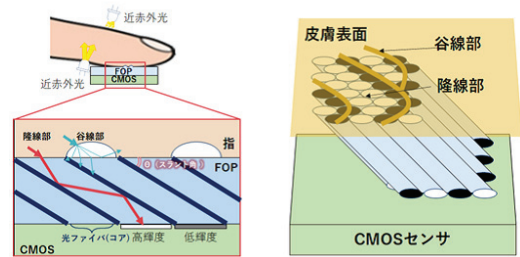 近赤外光
近赤外光
FOP
CMOS
隆線部
谷線部
指
FOP
θ (スラント角)
光ファイバ(コア)
高輝度
低輝度
CMOS
皮膚表面
谷線部
隆線部
CMOSセンサ